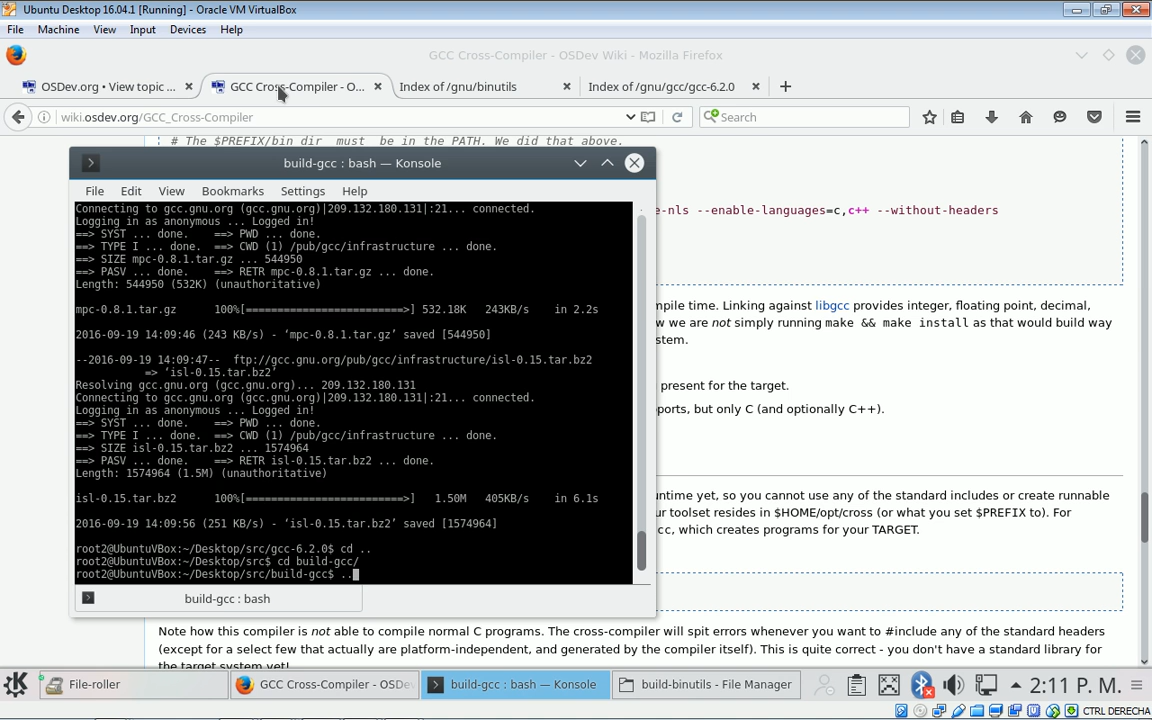 Ubuntu Desktop 16.04.1 [Running] - Oracle VM VirtualBox
File Machine View Input Devices Help
GCC Cross-Compiler - OSDev Wiki - Mozilla Firefox
OSDev.org • View topic ... GCC Cross-Compiler - O... Index of /gnu/binutils Index of /gnu/gcc/gcc-6.2.0
wiki.osdev.org/GCC_Cross-Compiler Search
# The $PREFIX/bin dir _must_ be in the PATH. We did that above.
build-gcc : bash — Konsole
File Edit View Bookmarks Settings Help
Connecting to gcc.gnu.org (gcc.gnu.org)|209.132.180.131|:21... connected.
Logging in as anonymous ... Logged in!
==> SYST ... done. ==> PWD ... done.
==> TYPE I ... done. ==> CWD (1) /pub/gcc/infrastructure ... done.
==> SIZE mpc-0.8.1.tar.gz ... 544950
==> PASV ... done. ==> RETR mpc-0.8.1.tar.gz ... done.
Length: 544950 (532K) (unauthoritative)
mpc-0.8.1.tar.gz 100%[========================>] 532.18K 243KB/s in 2.2s
2016-09-19 14:09:46 (243 KB/s) - ‘mpc-0.8.1.tar.gz’ saved [544950]
--2016-09-19 14:09:47-- ftp://gcc.gnu.org/pub/gcc/infrastructure/isl-0.15.tar.bz2
=> ‘isl-0.15.tar.bz2’
Resolving gcc.gnu.org (gcc.gnu.org)... 209.132.180.131
Connecting to gcc.gnu.org (gcc.gnu.org)|209.132.180.131|:21... connected.
Logging in as anonymous ... Logged in!
==> SYST ... done. ==> PWD ... done.
==> TYPE I ... done. ==> CWD (1) /pub/gcc/infrastructure ... done.
==> SIZE isl-0.15.tar.bz2 ... 1574964
==> PASV ... done. ==> RETR isl-0.15.tar.bz2 ... done.
Length: 1574964 (1.5M) (unauthoritative)
isl-0.15.tar.bz2 100%[========================>] 1.50M 405KB/s in 6.1s
2016-09-19 14:09:56 (251 KB/s) - ‘isl-0.15.tar.bz2’ saved [1574964]
root2@UbuntuVBox:~/Desktop/src/gcc-6.2.0$ cd ..
root2@UbuntuVBox:~/Desktop/src$ cd build-gcc/
root2@UbuntuVBox:~/Desktop/src/build-gcc$ ..
build-gcc : bash
e-nls --enable-languages=c,c++ --without-headers
mpile time. Linking against libgcc provides integer, floating point, decimal,
w we are not simply running make && make install as that would build way
stem.
present for the target.
ports, but only C (and optionally C++).
untime yet, so you cannot use any of the standard includes or create runnable
ur toolset resides in $HOME/opt/cross (or what you set $PREFIX to). For
cc, which creates programs for your TARGET.
Note how this compiler is not able to compile normal C programs. The cross-compiler will spit errors whenever you want to #include any of the standard headers
(except for a select few that actually are platform-independent, and generated by the compiler itself). This is quite correct - you don't have a standard library for
the target system yet!
File-roller GCC Cross-Compiler - OSDe build-gcc : bash — Konsole build-binutils - File Manager 2:11 P. M.
CTRL DERECHA